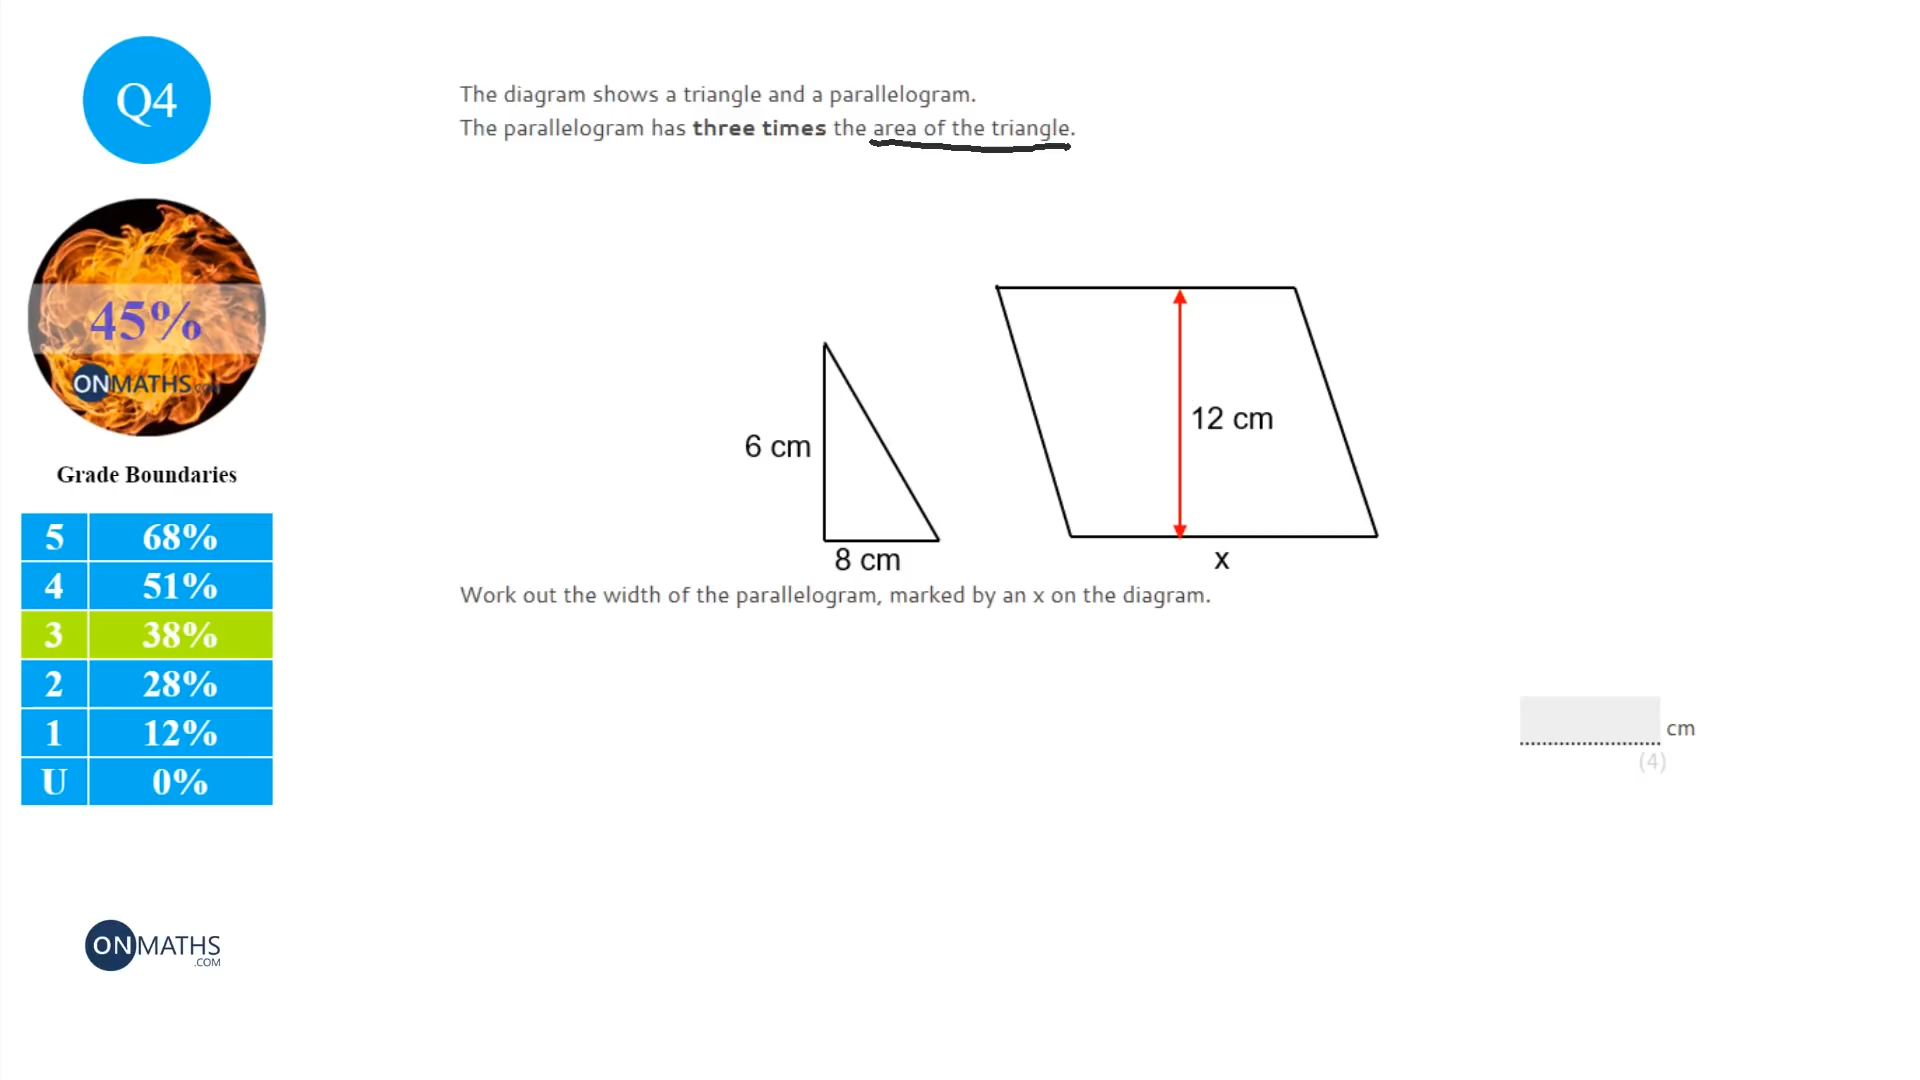 Q4
The diagram shows a triangle and a parallelogram.
The parallelogram has three times the area of the triangle.
45%
ONMATHS
Grade Boundaries
5 68%
4 51%
3 38%
2 28%
1 12%
U 0%
6 cm
8 cm
12 cm
x
Work out the width of the parallelogram, marked by an x on the diagram.
cm
(4)
ONMATHS
.COM